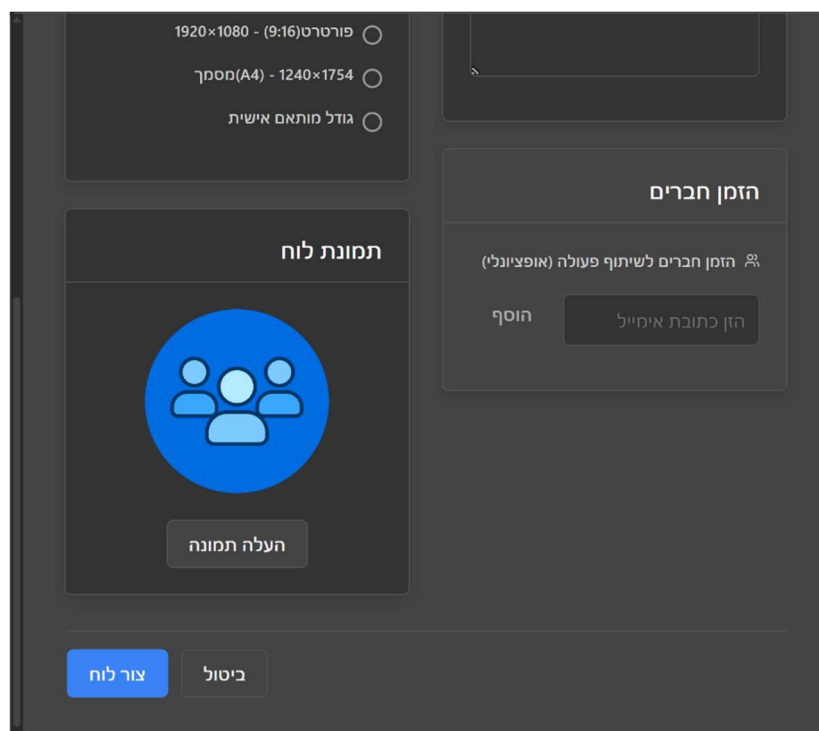 הזמן חברים
הזמן חברים לשיתוף פעולה (אופציונלי)
הזן כתובת אימייל
הוסף
פורטרט(9:16) - 1920×1080
מסמך(A4) - 1240×1754
גודל מותאם אישית
תמונת לוח
העלה תמונה
ביטול
צור לוח